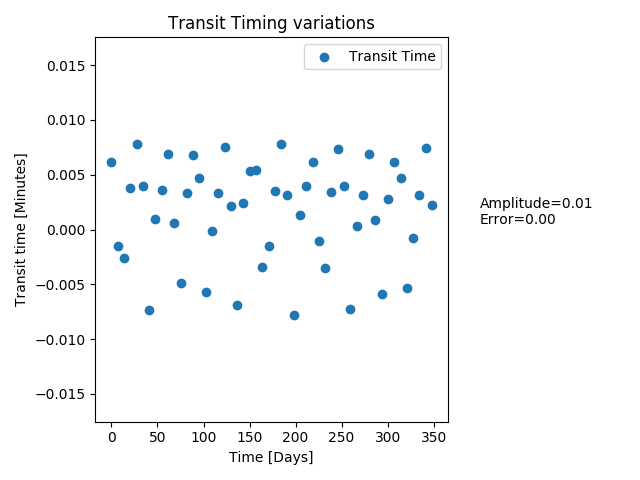 Transit Timing variations
Transit Time
0.015
0.010
0.005
0.000
−0.005
−0.010
−0.015
Transit time [Minutes]
Amplitude=0.01
Error=0.00
0 50 100 150 200 250 300 350
Time [Days]